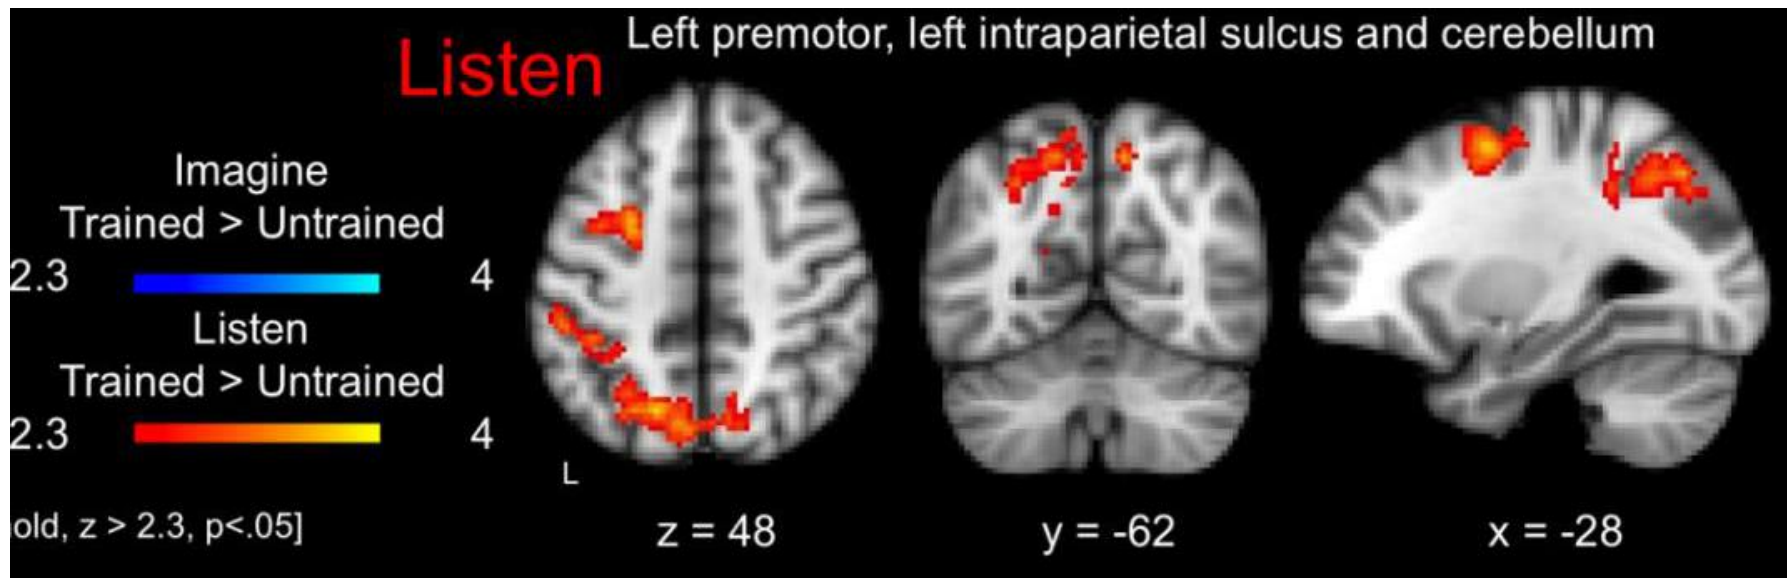 Left premotor, left intraparietal sulcus and cerebellum
Listen
Imagine
Trained > Untrained
2.3 4
Listen
Trained > Untrained
2.3 4
L
old, z > 2.3, p<.05]
z = 48
y = -62
x = -28